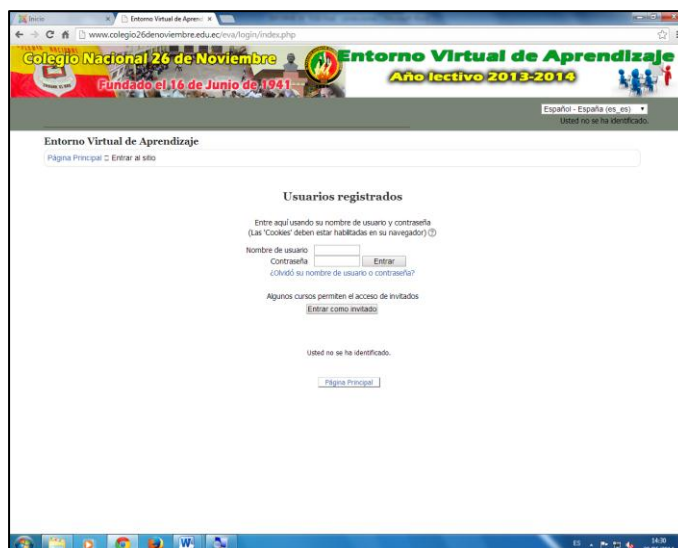 Inicio
Entorno Virtual de Aprend
www.colegio26denoviembre.edu.ec/eva/login/index.php
Colegio Nacional 26 de Noviembre
Fundado el 16 de Junio de 1941
Entorno Virtual de Aprendizaje
Año lectivo 2013-2014
Español - España (es_es)
Usted no se ha identificado.
Entorno Virtual de Aprendizaje
Página Principal Entrar al sitio
Usuarios registrados
Entre aquí usando su nombre de usuario y contraseña
(Las 'Cookies' deben estar habilitadas en su navegador)
Nombre de usuario
Contraseña Entrar
¿Olvidó su nombre de usuario o contraseña?
Algunos cursos permiten el acceso de invitados
Entrar como invitado
Usted no se ha identificado.
Página Principal
ES 14:30